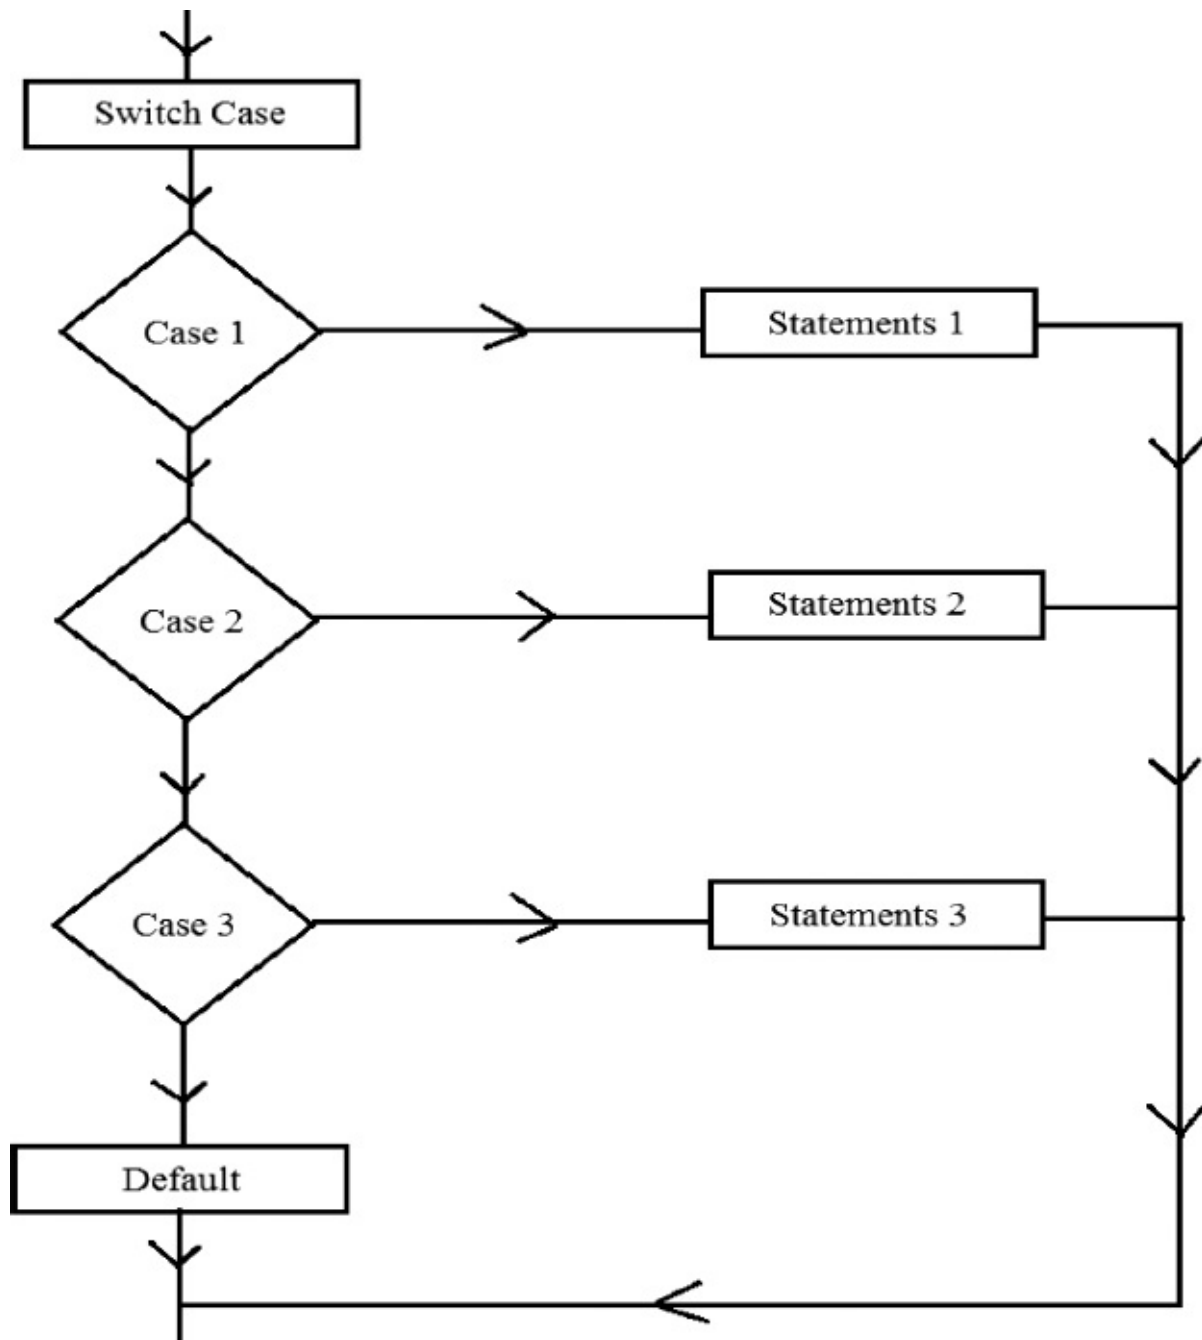 Switch Case
Case 1
Statements 1
Case 2
Statements 2
Case 3
Statements 3
Default